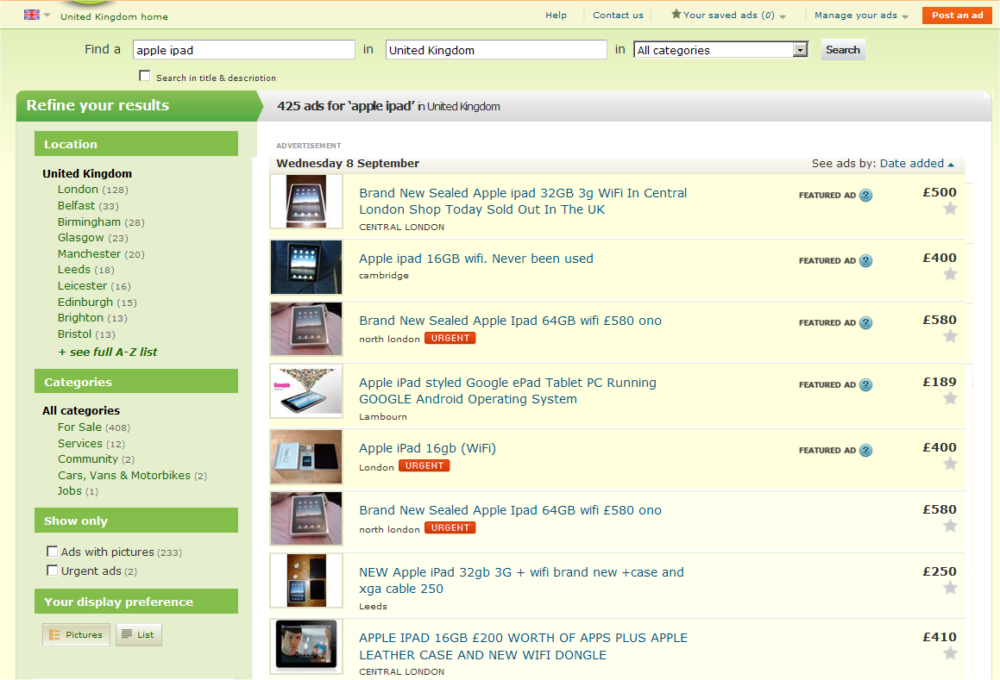 United Kingdom home
Help
Contact us
Your saved ads (0)
Manage your ads
Post an ad
Find a
apple ipad
in
United Kingdom
in
All categories
Search
Search in title & description
Refine your results
425 ads for ‘apple ipad’ in United Kingdom
Location
United Kingdom
London (128)
Belfast (33)
Birmingham (28)
Glasgow (23)
Manchester (20)
Leeds (18)
Leicester (16)
Edinburgh (15)
Brighton (13)
Bristol (13)
+ see full A-Z list
Categories
All categories
For Sale (408)
Services (12)
Community (2)
Cars, Vans & Motorbikes (2)
Jobs (1)
Show only
Ads with pictures (233)
Urgent ads (2)
Your display preference
Pictures
List
ADVERTISEMENT
Wednesday 8 September
See ads by: Date added
Brand New Sealed Apple ipad 32GB 3g WiFi In Central
London Shop Today Sold Out In The UK
CENTRAL LONDON
FEATURED AD ?
£500
Apple ipad 16GB wifi. Never been used
cambridge
FEATURED AD ?
£400
Brand New Sealed Apple Ipad 64GB wifi £580 ono
north london URGENT
FEATURED AD ?
£580
Google
Apple iPad styled Google ePad Tablet PC Running
GOOGLE Android Operating System
Lambourn
FEATURED AD ?
£189
Apple iPad 16gb (WiFi)
London URGENT
FEATURED AD ?
£400
Brand New Sealed Apple Ipad 64GB wifi £580 ono
north london URGENT
£580
NEW Apple iPad 32gb 3G + wifi brand new +case and
xga cable 250
Leeds
£250
APPLE IPAD 16GB £200 WORTH OF APPS PLUS APPLE
LEATHER CASE AND NEW WIFI DONGLE
CENTRAL LONDON
£410